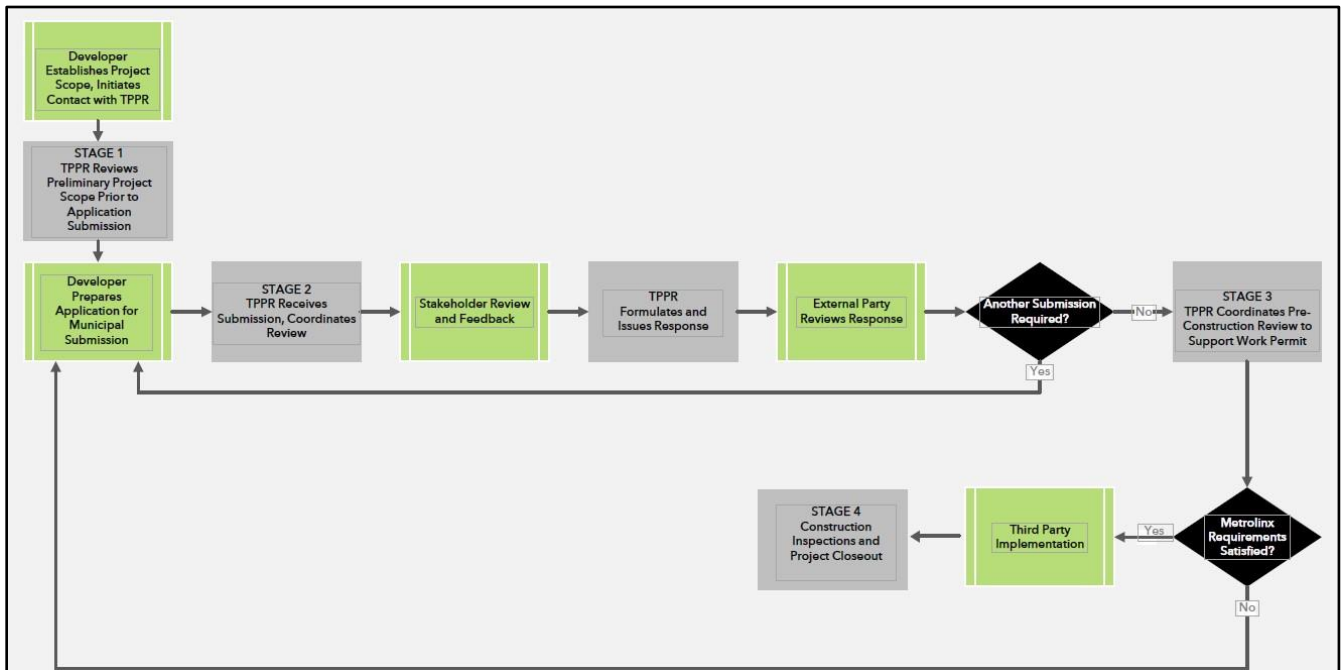 Developer
Establishes Project
Scope, Initiates
Contact with TPPR
STAGE 1
TPPR Reviews
Preliminary Project
Scope Prior to
Application
Submission
Developer
Prepares
Application for
Municipal
Submission
STAGE 2
TPPR Receives
Submission, Coordinates
Review
Stakeholder Review
and Feedback
TPPR
Formulates and
Issues Response
External Party
Reviews Response
Another Submission
Required?
No
Yes
STAGE 3
TPPR Coordinates Pre-
Construction Review to
Support Work Permit
Metrolinx
Requirements
Satisfied?
Yes
No
Third Party
Implementation
STAGE 4
Construction
Inspections and
Project Closeout